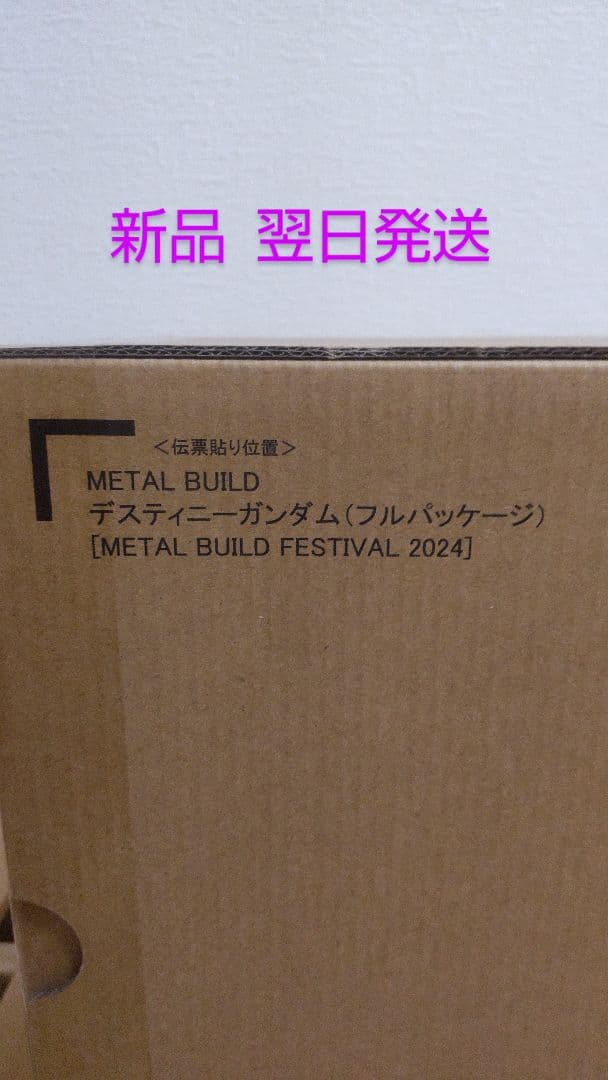 新品 翌日発送
＜伝票貼り位置＞
METAL BUILD
デスティニーガンダム（フルパッケージ）
[METAL BUILD FESTIVAL 2024]